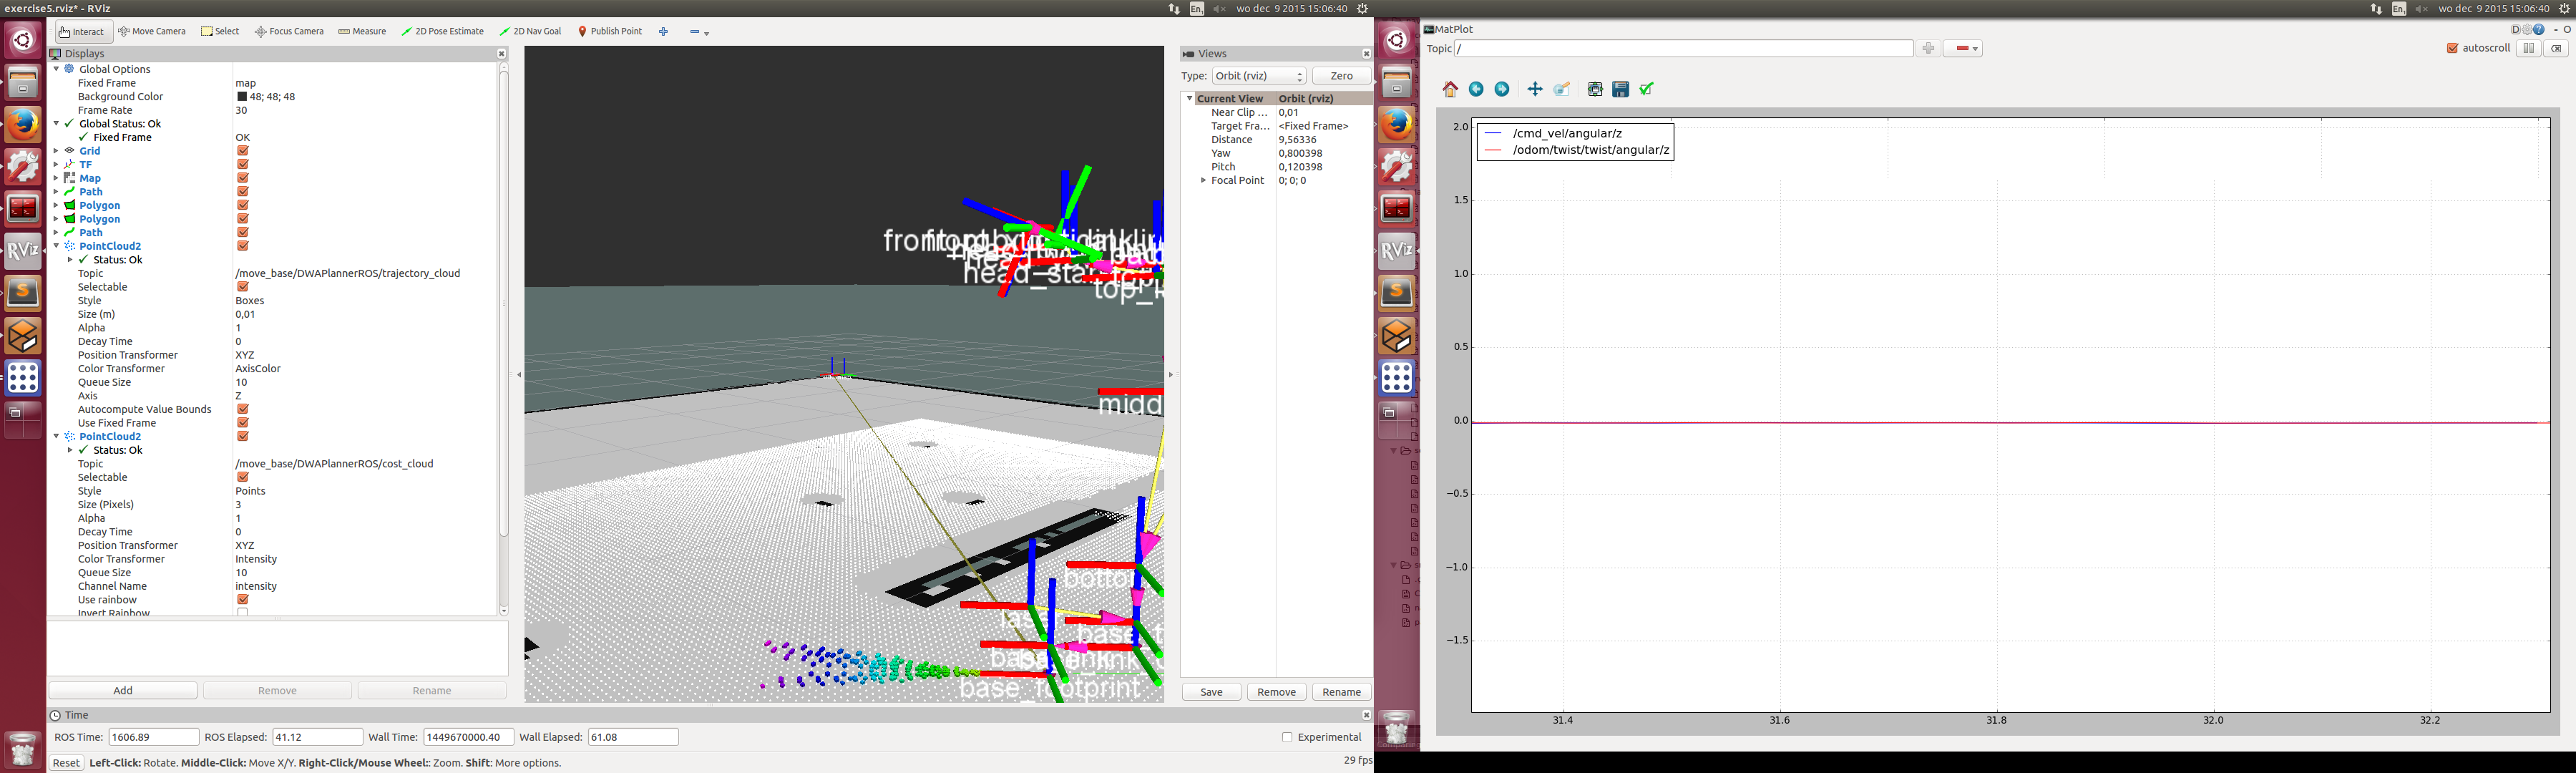 exercise5.rviz* - RViz
En
wo dec 9 2015 15:06:40
Interact Move Camera Select Focus Camera Measure 2D Pose Estimate 2D Nav Goal Publish Point
Displays
Global Options
Fixed Frame map
Background Color 48; 48; 48
Frame Rate 30
Global Status: Ok
Fixed Frame OK
Grid
TF
Map
Path
Polygon
Polygon
Path
PointCloud2
Status: Ok
Topic /move_base/DWAPlannerROS/trajectory_cloud
Selectable
Style Boxes
Size (m) 0,01
Alpha 1
Decay Time 0
Position Transformer XYZ
Color Transformer AxisColor
Queue Size 10
Axis Z
Autocompute Value Bounds
Use Fixed Frame
PointCloud2
Status: Ok
Topic /move_base/DWAPlannerROS/cost_cloud
Selectable
Style Points
Size (Pixels) 3
Alpha 1
Decay Time 0
Position Transformer XYZ
Color Transformer Intensity
Queue Size 10
Channel Name intensity
Use rainbow
Invert Rainbow
Add Remove Rename
midd
base_footprint
Views
Type: Orbit (rviz) Zero
Current View Orbit (rviz)
Near Clip ... 0,01
Target Fra... <Fixed Frame>
Distance 9,56336
Yaw 0,800398
Pitch 0,120398
Focal Point 0; 0; 0
Save Remove Rename
Time
ROS Time: 1606.89 ROS Elapsed: 41.12 Wall Time: 1449670000.40 Wall Elapsed: 61.08 Experimental
Reset Left-Click: Rotate. Middle-Click: Move X/Y. Right-Click/Mouse Wheel:: Zoom. Shift: More options. 29 fps
En
wo dec 9 2015 15:06:40
MatPlot
Topic / autoscroll
/cmd_vel/angular/z
/odom/twist/twist/angular/z
2.0
1.5
1.0
0.5
0.0
−0.5
−1.0
−1.5
31.4 31.6 31.8 32.0 32.2